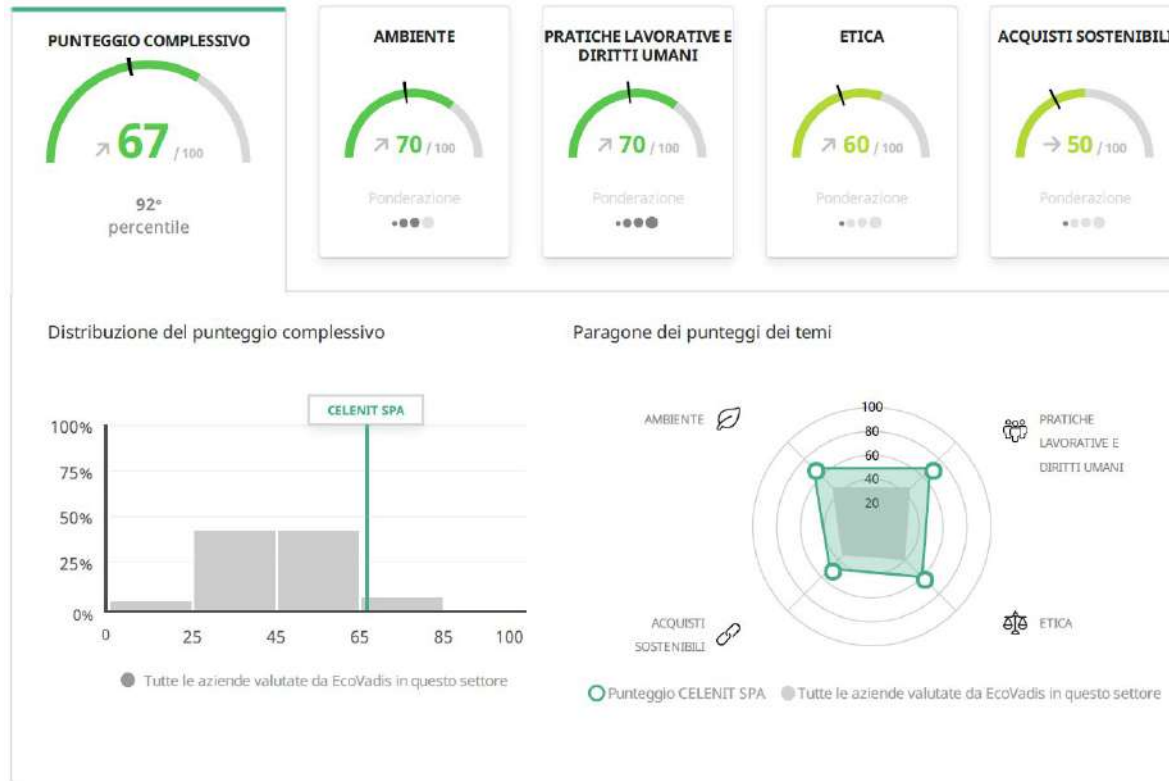 PUNTEGGIO COMPLESSIVO
67 / 100
92°
percentile
AMBIENTE
70 / 100
Ponderazione
PRATICHE LAVORATIVE E
DIRITTI UMANI
70 / 100
Ponderazione
ETICA
60 / 100
Ponderazione
ACQUISTI SOSTENIBILI
50 / 100
Ponderazione
Distribuzione del punteggio complessivo
CELENIT SPA
100%
75%
50%
25%
0%
0 25 45 65 85 100
Tutte le aziende valutate da EcoVadis in questo settore
Paragone dei punteggi dei temi
AMBIENTE
100
80
60
40
20
PRATICHE
LAVORATIVE E
DIRITTI UMANI
ACQUISTI
SOSTENIBILI
ETICA
Punteggio CELENIT SPA Tutte le aziende valutate da EcoVadis in questo settore